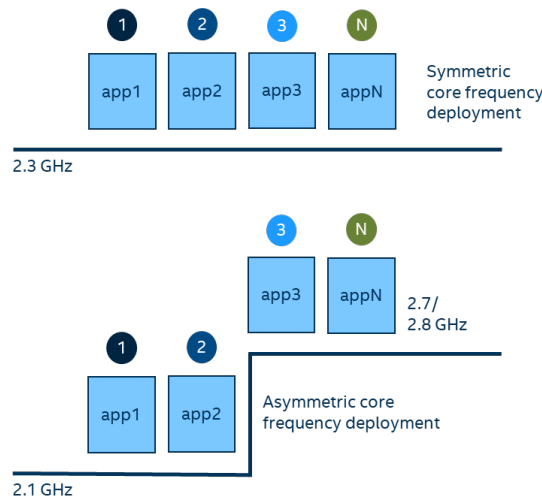 1 2 3 N
app1 app2 app3 appN
Symmetric
core frequency
deployment
2.3 GHz
3 N
app3 appN
2.7/
2.8 GHz
1 2
app1 app2
Asymmetric core
frequency deployment
2.1 GHz